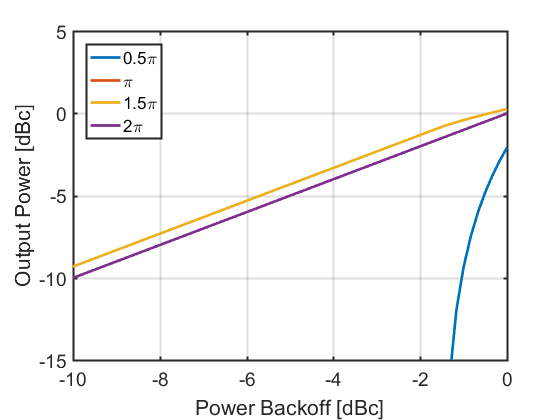 5
0
-5
-10
-15
Output Power [dBc]
0.5π
π
1.5π
2π
-10 -8 -6 -4 -2 0
Power Backoff [dBc]